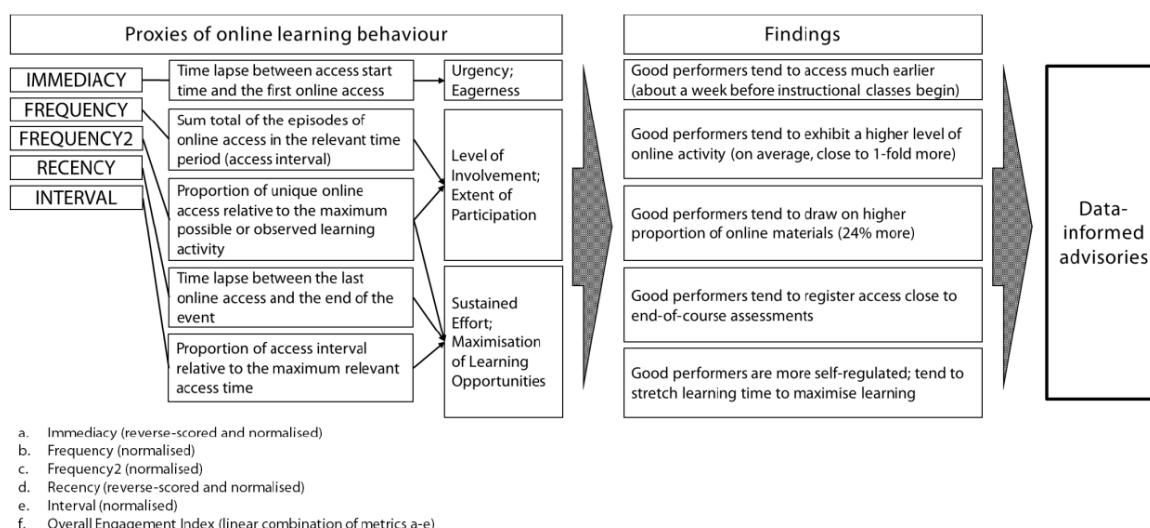 Proxies of online learning behaviour
Findings
IMMEDIACY
FREQUENCY
FREQUENCY2
RECENCY
INTERVAL
Time lapse between access start
time and the first online access
Sum total of the episodes of
online access in the relevant time
period (access interval)
Proportion of unique online
access relative to the maximum
possible or observed learning
activity
Time lapse between the last
online access and the end of the
event
Proportion of access interval
relative to the maximum relevant
access time
Urgency;
Eagerness
Level of
Involvement;
Extent of
Participation
Sustained
Effort;
Maximisation
of Learning
Opportunities
Good performers tend to access much earlier
(about a week before instructional classes begin)
Good performers tend to exhibit a higher level of
online activity (on average, close to 1-fold more)
Good performers tend to draw on higher
proportion of online materials (24% more)
Good performers tend to register access close to
end-of-course assessments
Good performers are more self-regulated; tend to
stretch learning time to maximise learning
Data-
informed
advisories
a. Immediacy (reverse-scored and normalised)
b. Frequency (normalised)
c. Frequency2 (normalised)
d. Recency (reverse-scored and normalised)
e. Interval (normalised)
f. Overall Engagement Index (linear combination of metrics a-e)